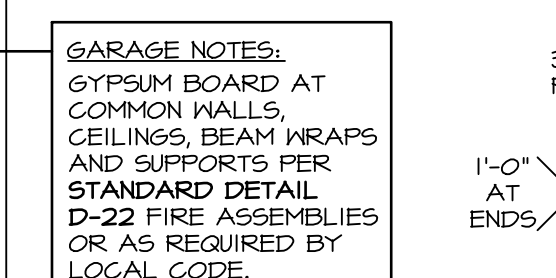 GARAGE NOTES:
GYPSUM BOARD AT
COMMON WALLS,
CEILINGS, BEAM WRAPS
AND SUPPORTS PER
STANDARD DETAIL
D-22 FIRE ASSEMBLIES
OR AS REQUIRED BY
LOCAL CODE.
1'-0"
AT
ENDS